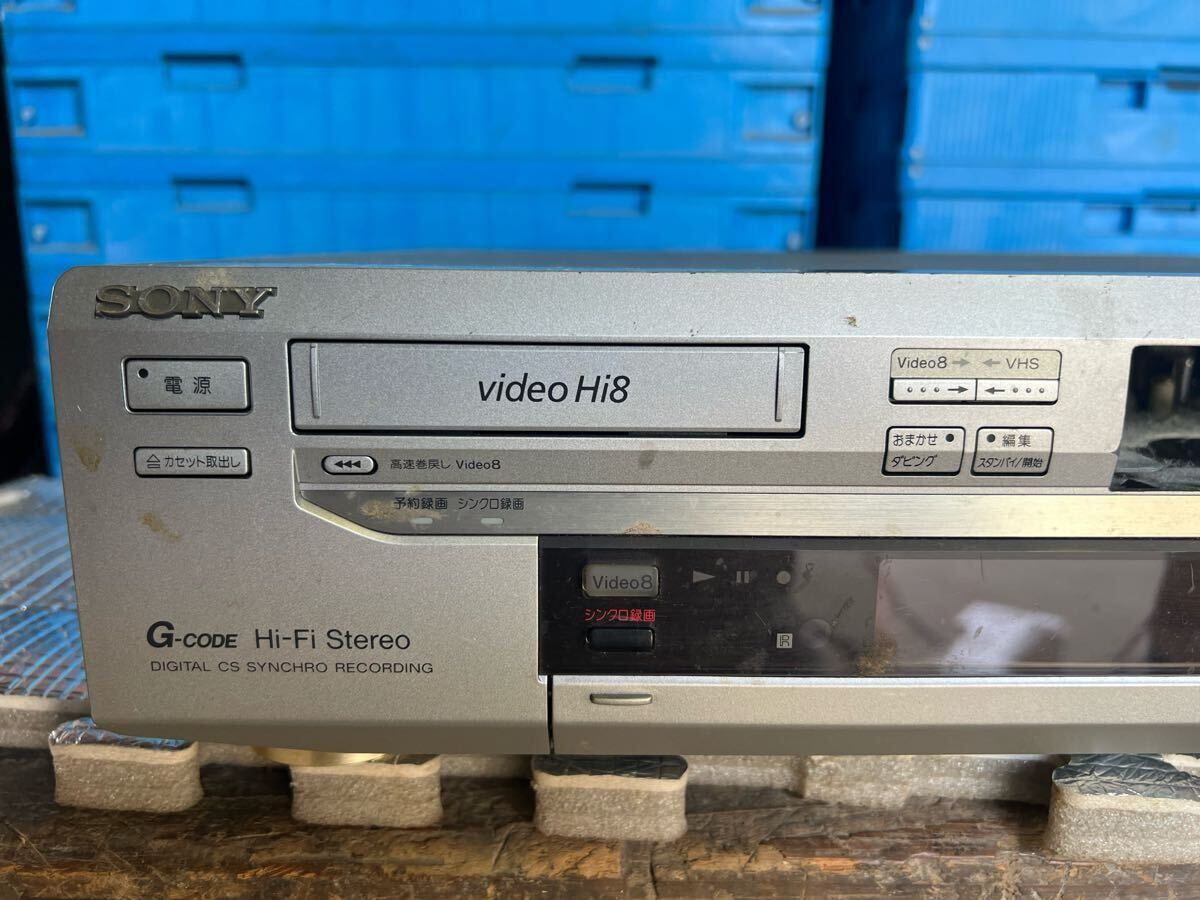 SONY
電源
video Hi8
Video8 → ← VHS
カセット取出し
高速巻戻し Video8
おまかせ
ダビング
編集
スタンバイ/開始
予約録画 シンクロ録画
Video8
シンクロ録画
G-CODE Hi-Fi Stereo
DIGITAL CS SYNCHRO RECORDING